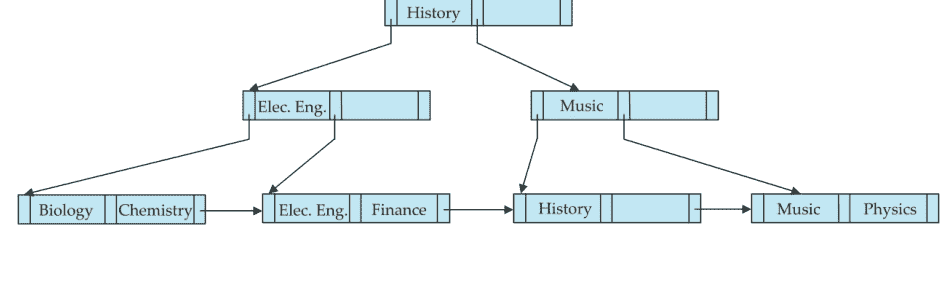 History
Elec. Eng.
Music
Biology
Chemistry
Elec. Eng.
Finance
History
Music
Physics